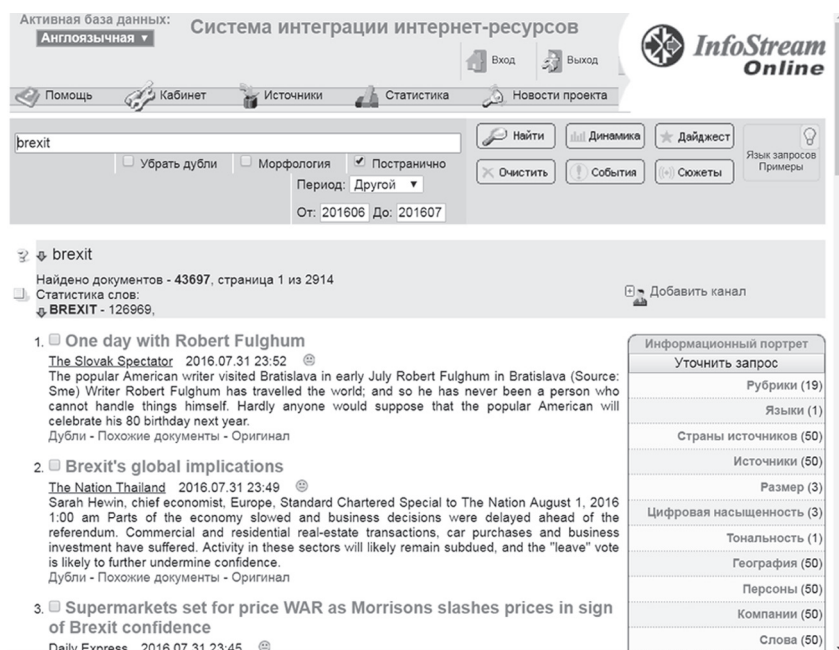 Активная база данных:
Англоязычная ▼
Система интеграции интернет-ресурсов
Вход
Выход
InfoStream
Online
Помощь
Кабинет
Источники
Статистика
Новости проекта
brexit
Убрать дубли
Морфология
Постранично
Период: Другой ▼
От: 201606 До: 201607
Найти
Динамика
Дайджест
Очистить
События
Сюжеты
Язык запросов
Примеры
brexit
Найдено документов - 43697, страница 1 из 2914
Статистика слов:
BREXIT - 126969,
Добавить канал
1. One day with Robert Fulghum
The Slovak Spectator 2016.07.31 23:52
The popular American writer visited Bratislava in early July Robert Fulghum in Bratislava (Source:
Sme) Writer Robert Fulghum has travelled the world; and so he has never been a person who
cannot handle things himself. Hardly anyone would suppose that the popular American will
celebrate his 80 birthday next year.
Дубли - Похожие документы - Оригинал
2. Brexit's global implications
The Nation Thailand 2016.07.31 23:49
Sarah Hewin, chief economist, Europe, Standard Chartered Special to The Nation August 1, 2016
1:00 am Parts of the economy slowed and business decisions were delayed ahead of the
referendum. Commercial and residential real-estate transactions, car purchases and business
investment have suffered. Activity in these sectors will likely remain subdued, and the "leave" vote
is likely to further undermine confidence.
Дубли - Похожие документы - Оригинал
3. Supermarkets set for price WAR as Morrisons slashes prices in sign
of Brexit confidence
Daily Express 2016.07.31 23:45
Информационный портрет
Уточнить запрос
Рубрики (19)
Языки (1)
Страны источников (50)
Источники (50)
Размер (3)
Цифровая насыщенность (3)
Тональность (1)
География (50)
Персоны (50)
Компании (50)
Слова (50)